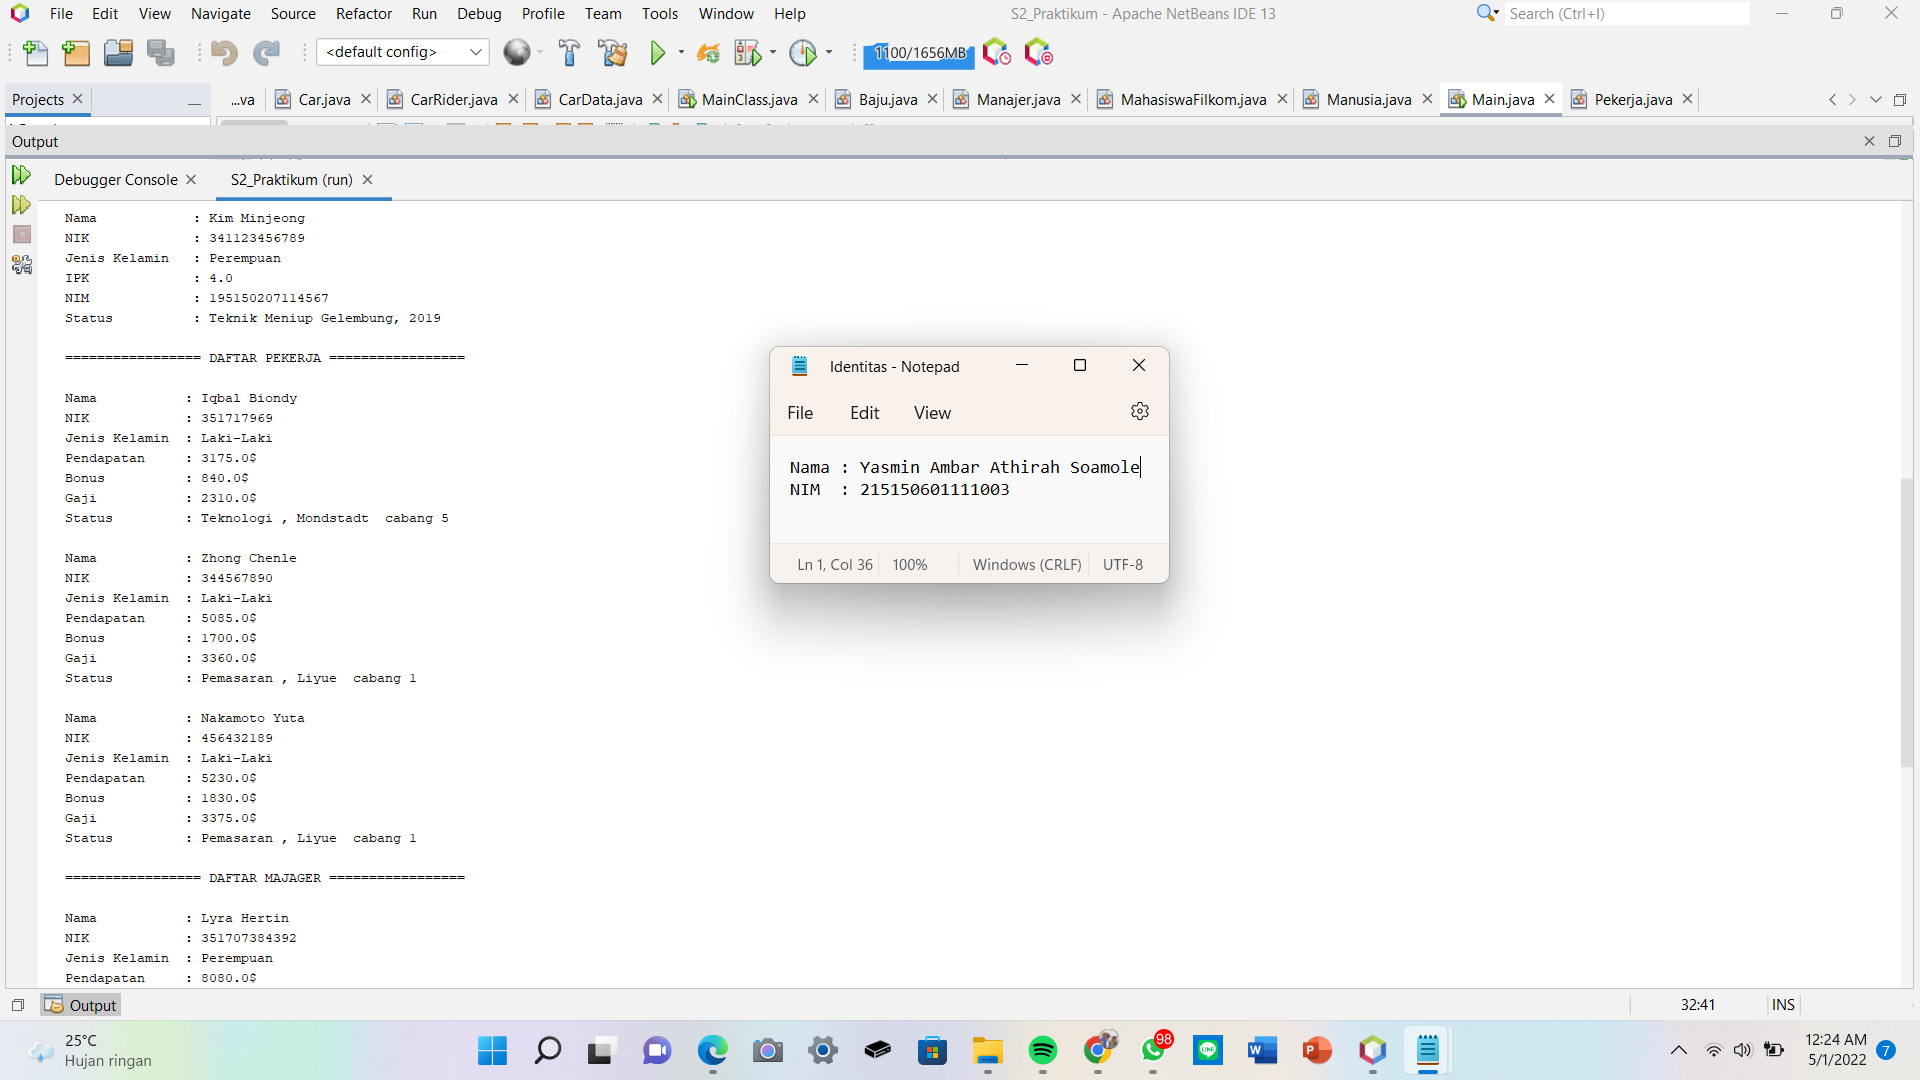 File Edit View Navigate Source Refactor Run Debug Profile Team Tools Window Help S2_Praktikum - Apache NetBeans IDE 13 Search (Ctrl+I)
<default config> 1100/1656MB
Projects ...va Car.java CarRider.java CarData.java MainClass.java Baju.java Manajer.java MahasiswaFilkom.java Manusia.java Main.java Pekerja.java
Output
Debugger Console S2_Praktikum (run)
Nama : Kim Minjeong
NIK : 341123456789
Jenis Kelamin : Perempuan
IPK : 4.0
NIM : 195150207114567
Status : Teknik Meniup Gelembung, 2019
================= DAFTAR PEKERJA =================
Nama : Iqbal Biondy
NIK : 351717969
Jenis Kelamin : Laki-Laki
Pendapatan : 3175.0$
Bonus : 840.0$
Gaji : 2310.0$
Status : Teknologi , Mondstadt  cabang 5
Nama : Zhong Chenle
NIK : 344567890
Jenis Kelamin : Laki-Laki
Pendapatan : 5085.0$
Bonus : 1700.0$
Gaji : 3360.0$
Status : Pemasaran , Liyue  cabang 1
Nama : Nakamoto Yuta
NIK : 456432189
Jenis Kelamin : Laki-Laki
Pendapatan : 5230.0$
Bonus : 1830.0$
Gaji : 3375.0$
Status : Pemasaran , Liyue  cabang 1
================= DAFTAR MAJAGER =================
Nama : Lyra Hertin
NIK : 351707384392
Jenis Kelamin : Perempuan
Pendapatan : 8080.0$
Identitas - Notepad
File Edit View
Nama : Yasmin Ambar Athirah Soamole
NIM : 215150601111003
Ln 1, Col 36 100% Windows (CRLF) UTF-8
Output 32:41 INS
25°C
Hujan ringan
98
LINE
12:24 AM
5/1/2022
7